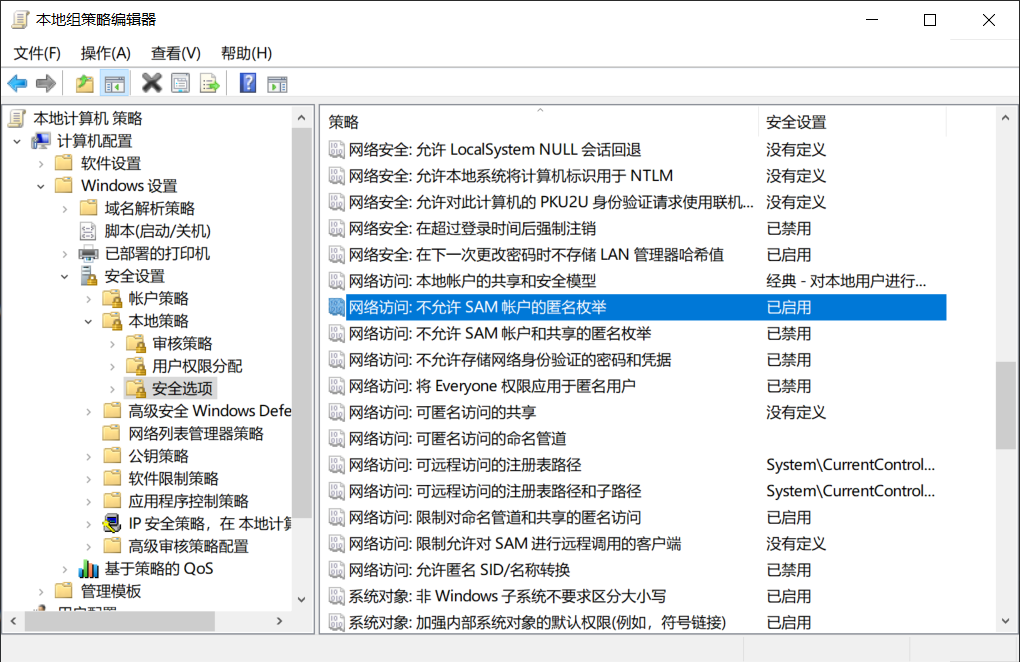 本地组策略编辑器
文件(F) 操作(A) 查看(V) 帮助(H)
本地计算机 策略
计算机配置
软件设置
Windows 设置
域名解析策略
脚本(启动/关机)
已部署的打印机
安全设置
帐户策略
本地策略
审核策略
用户权限分配
安全选项
高级安全 Windows Defe
网络列表管理器策略
公钥策略
软件限制策略
应用程序控制策略
IP 安全策略，在 本地计算
高级审核策略配置
基于策略的 QoS
管理模板
用户配置
策略 安全设置
网络安全: 允许 LocalSystem NULL 会话回退 没有定义
网络安全: 允许本地系统将计算机标识用于 NTLM 没有定义
网络安全: 允许对此计算机的 PKU2U 身份验证请求使用联机... 没有定义
网络安全: 在超过登录时间后强制注销 已禁用
网络安全: 在下一次更改密码时不存储 LAN 管理器哈希值 已启用
网络访问: 本地帐户的共享和安全模型 经典 - 对本地用户进行...
网络访问: 不允许 SAM 帐户的匿名枚举 已启用
网络访问: 不允许 SAM 帐户和共享的匿名枚举 已禁用
网络访问: 不允许存储网络身份验证的密码和凭据 已禁用
网络访问: 将 Everyone 权限应用于匿名用户 已禁用
网络访问: 可匿名访问的共享 没有定义
网络访问: 可匿名访问的命名管道
网络访问: 可远程访问的注册表路径 System\CurrentControl...
网络访问: 可远程访问的注册表路径和子路径 System\CurrentControl...
网络访问: 限制对命名管道和共享的匿名访问 已启用
网络访问: 限制允许对 SAM 进行远程调用的客户端 没有定义
网络访问: 允许匿名 SID/名称转换 已禁用
系统对象: 非 Windows 子系统不要求区分大小写 已启用
系统对象: 加强内部系统对象的默认权限(例如，符号链接) 已启用